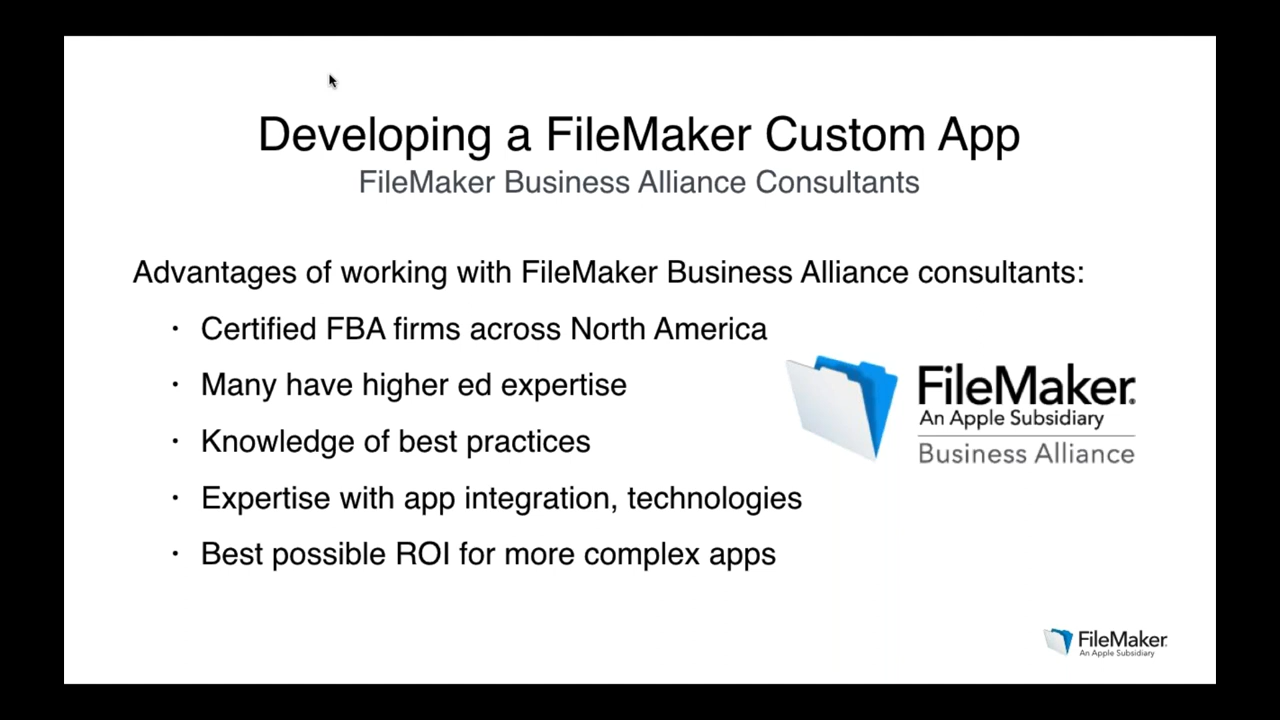 Developing a FileMaker Custom App
FileMaker Business Alliance Consultants
Advantages of working with FileMaker Business Alliance consultants:
• Certified FBA firms across North America
• Many have higher ed expertise
• Knowledge of best practices
• Expertise with app integration, technologies
• Best possible ROI for more complex apps
FileMaker®
An Apple Subsidiary
Business Alliance
FileMaker
An Apple Subsidiary